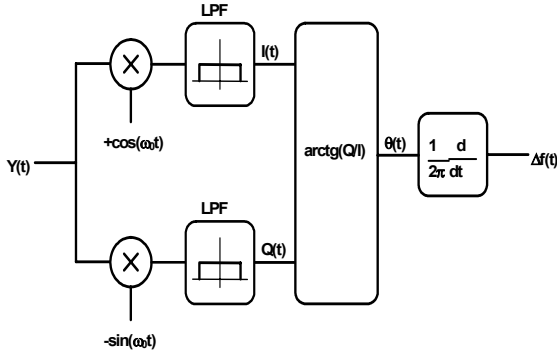 LPF
I(t)
+cos(ω₀t)
Y(t)
arctg(Q/I)
θ(t)
1 d
2π dt
Δf(t)
LPF
Q(t)
-sin(ω₀t)